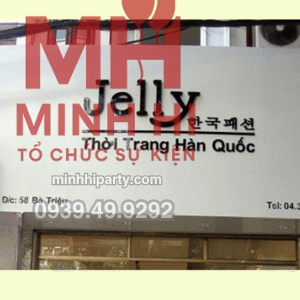 MH
Jelly
한국패션
MINH HI
Thời Trang Hàn Quốc
TỔ CHỨC SỰ KIỆN
minhhiparty.com
Đ/c: 58 Bà Triệu
Tel: 04.3
0939.49.9292